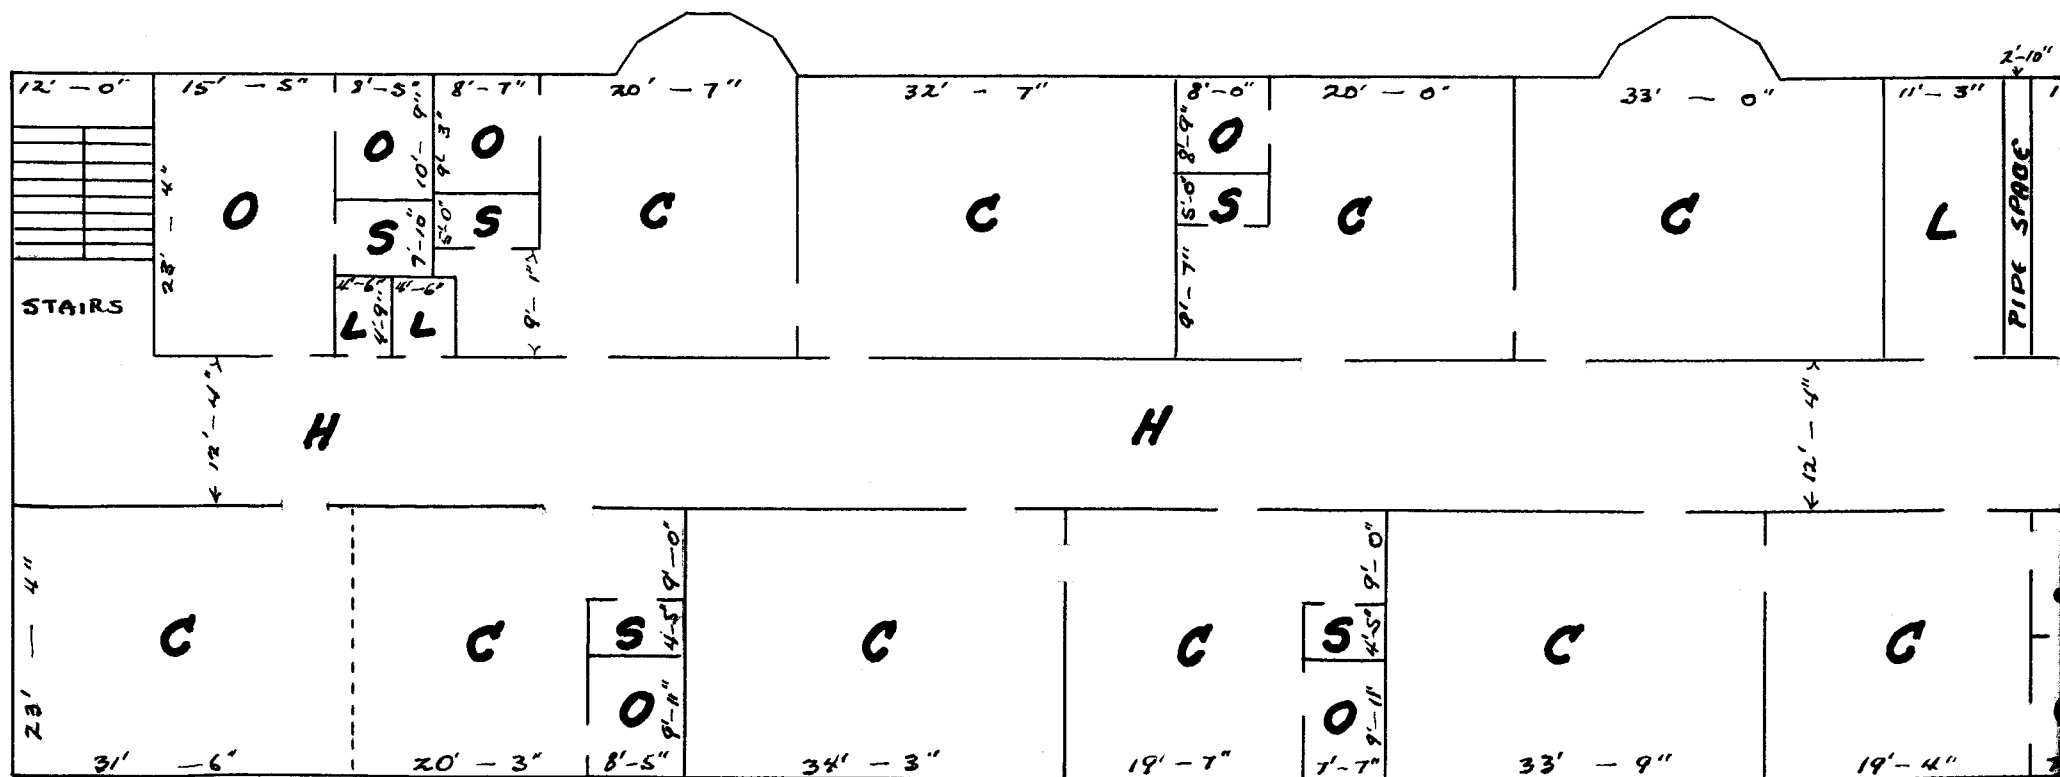 2'-10"
12' - 0" 15' - 5" 8'-5" 8'-7" 20' - 7" 32' - 7" 8'-0" 20' - 0" 33' - 0" 11'-3"
10' - 9" 9'-3" 8'-9"
O O O
23' - 4" O C C 5'-0" S C C L PIPE SPACE
S 7'-10" 5'-0" S
9'-7"
4'-6" 4'-6" 9'-1"
STAIRS L 4'-9" L
12'-4" H H 12'-4"
9'-0" 9'-0"
23' - 4" C C S 4'-5" C C S 4'-5" C C
O 9'-11" O 9'-11"
31' - 6" 20' - 3" 8'-5" 34' - 3" 19' - 7" 7'-7" 33' - 9" 19' - 4"